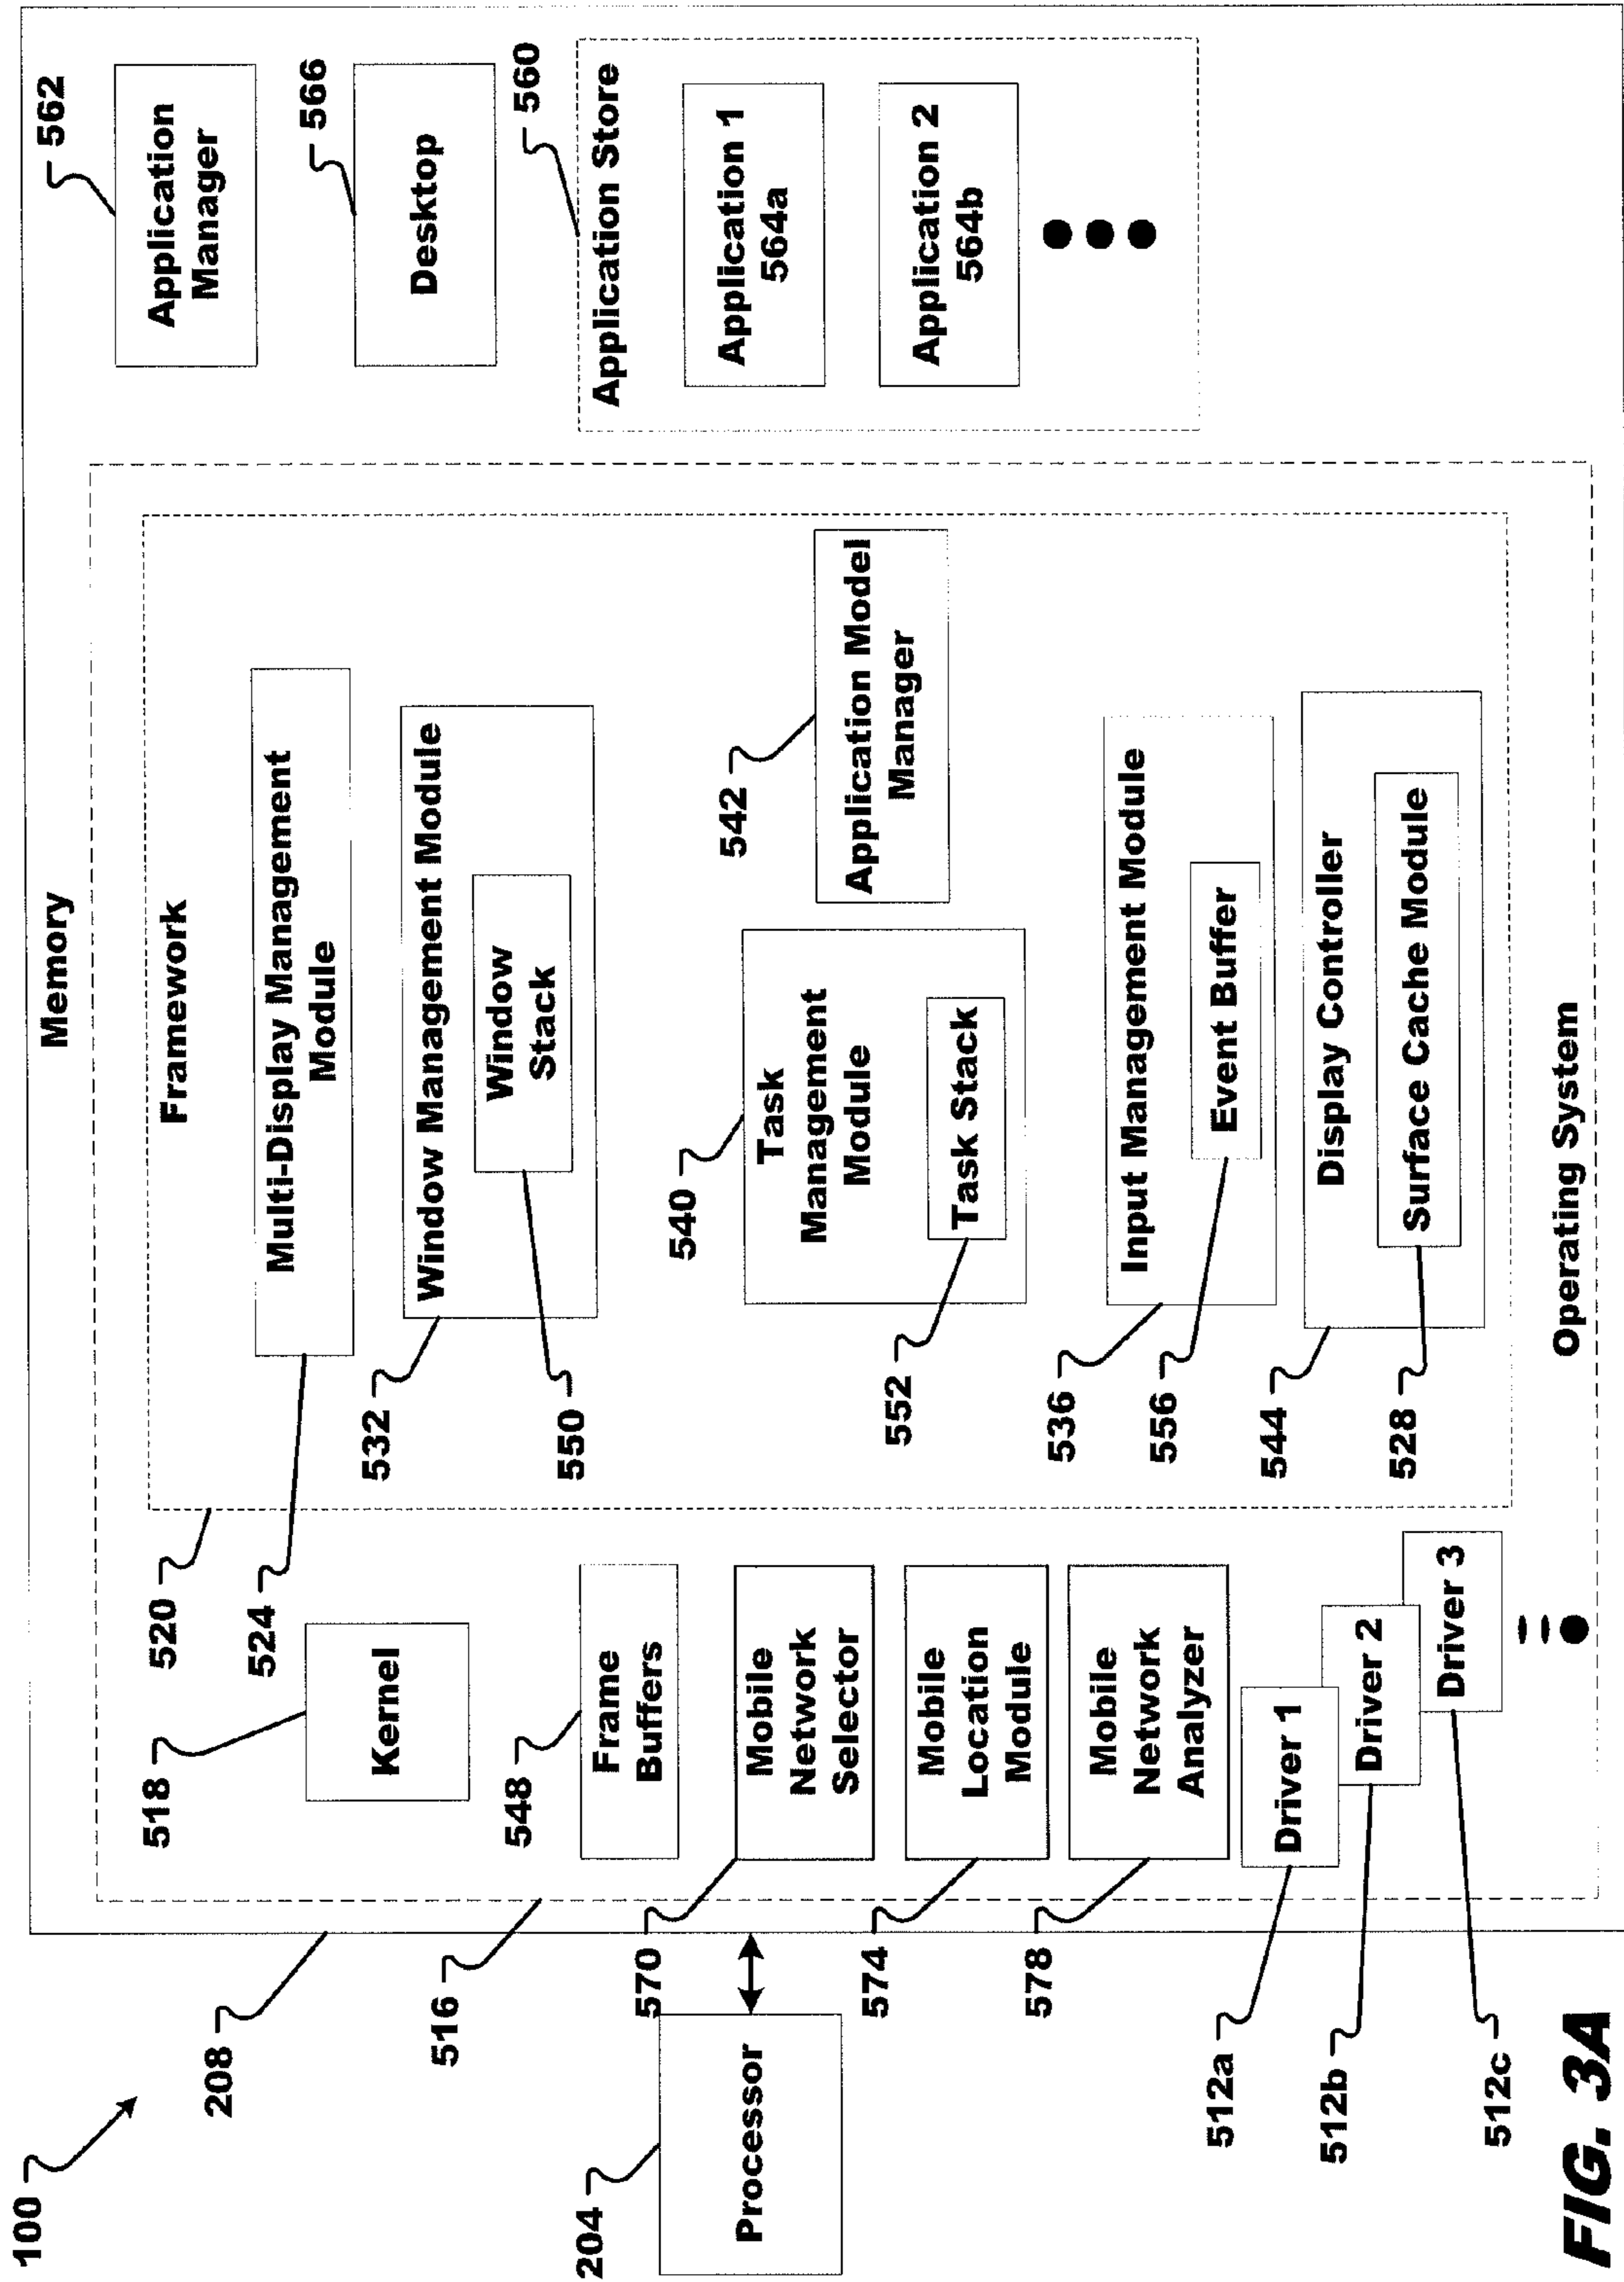 100
208
Memory
516
Operating System
520
Framework
518
Kernel
524
Multi-Display Management
Module
532
Window Management Module
550
Window
Stack
548
Frame
Buffers
540
Task
Management
Module
552
Task Stack
542
Application Model
Manager
570
Mobile
Network
Selector
574
Mobile
Location
Module
578
Mobile
Network
Analyzer
536
Input Management Module
556
Event Buffer
544
Display Controller
528
Surface Cache Module
512a
Driver 1
512b
Driver 2
512c
Driver 3
204
Processor
562
Application
Manager
566
Desktop
560
Application Store
Application 1
564a
Application 2
564b
FIG. 3A